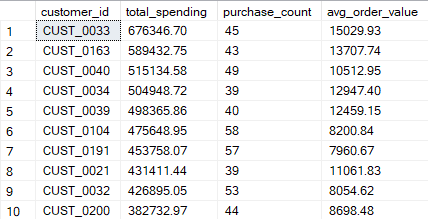 customer_id total_spending purchase_count avg_order_value
1 CUST_0033 676346.70 45 15029.93
2 CUST_0163 589432.75 43 13707.74
3 CUST_0040 515134.58 49 10512.95
4 CUST_0034 504948.72 39 12947.40
5 CUST_0039 498365.86 40 12459.15
6 CUST_0104 475648.95 58 8200.84
7 CUST_0191 453758.07 57 7960.67
8 CUST_0021 431411.44 39 11061.83
9 CUST_0032 426895.05 53 8054.62
10 CUST_0200 382732.97 44 8698.48